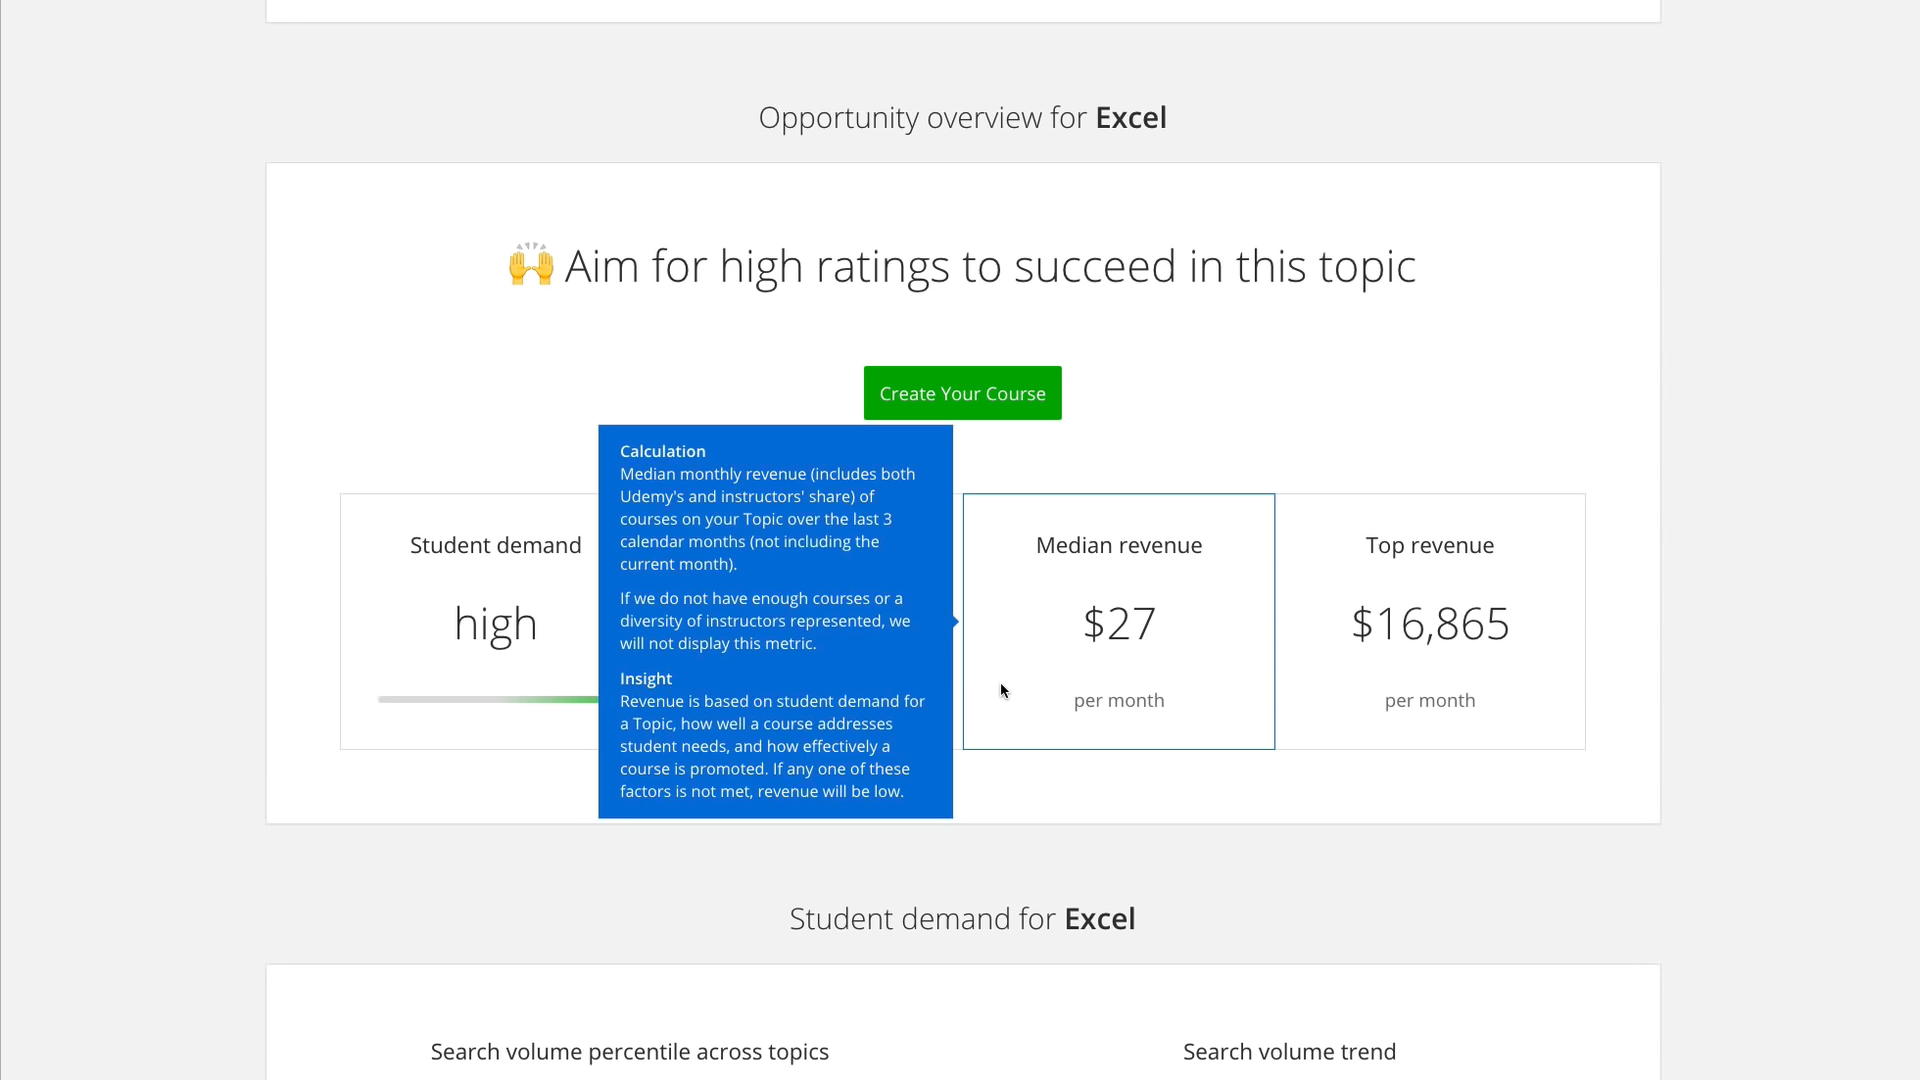 Opportunity overview for Excel
🙌 Aim for high ratings to succeed in this topic
Create Your Course
Student demand
high
Calculation
Median monthly revenue (includes both
Udemy's and instructors' share) of
courses on your Topic over the last 3
calendar months (not including the
current month).
If we do not have enough courses or a
diversity of instructors represented, we
will not display this metric.
Insight
Revenue is based on student demand for
a Topic, how well a course addresses
student needs, and how effectively a
course is promoted. If any one of these
factors is not met, revenue will be low.
Median revenue
$27
per month
Top revenue
$16,865
per month
Student demand for Excel
Search volume percentile across topics
Search volume trend